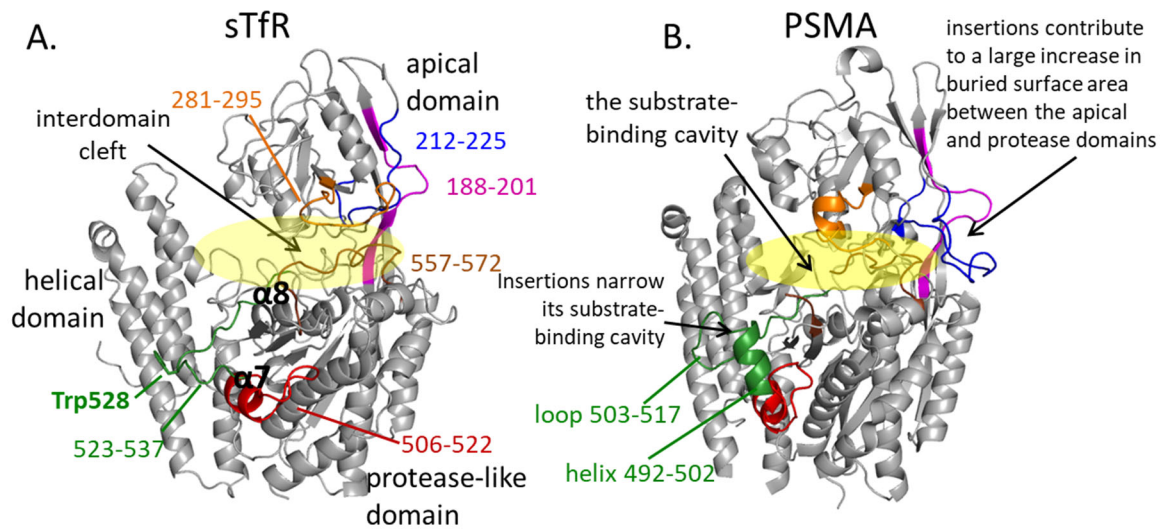 A.
sTfR
281-295
apical
domain
interdomain
cleft
212-225
188-201
557-572
helical
domain
α8
α7
Trp528
523-537
506-522
protease-like
domain
B.
PSMA
insertions contribute
to a large increase in
buried surface area
between the apical
and protease domains
the substrate-
binding cavity
Insertions narrow
its substrate-
binding cavity
loop 503-517
helix 492-502